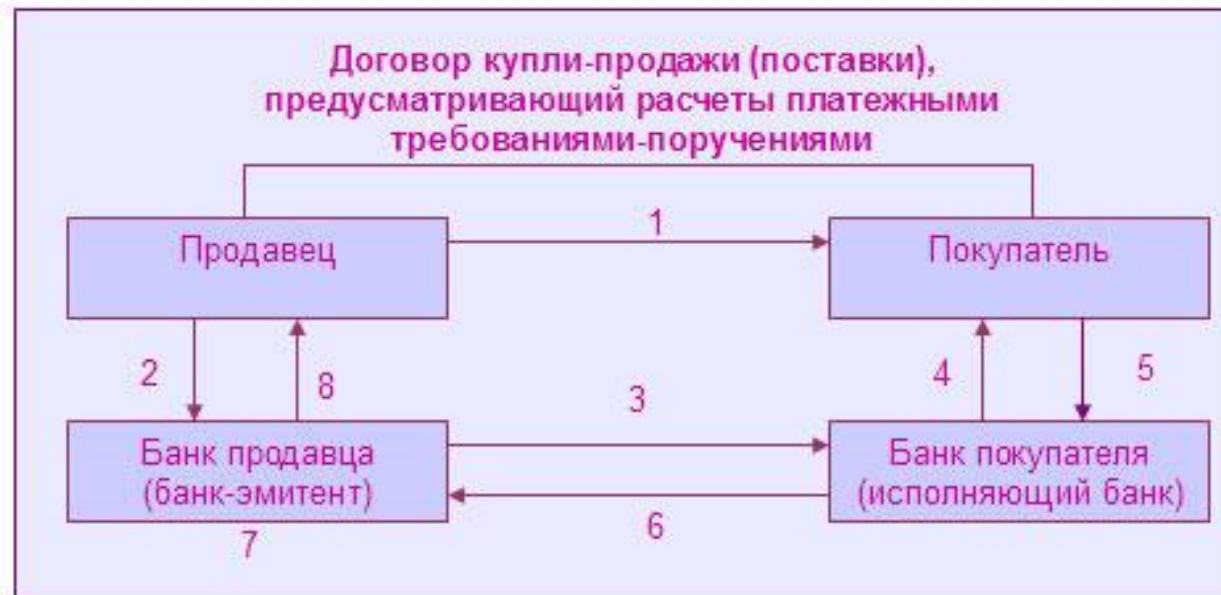 Договор купли-продажи (поставки),
предусматривающий расчеты платежными
требованиями-поручениями
1
Продавец
Покупатель
2
8
3
4
5
Банк продавца
(банк-эмитент)
Банк покупателя
(исполняющий банк)
6
7